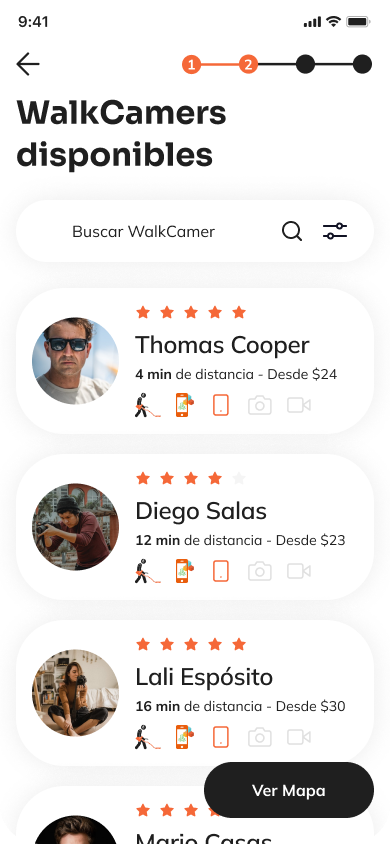 9:41
1 2
WalkCamers
disponibles
Buscar WalkCamer
Thomas Cooper
4 min de distancia - Desde $24
Diego Salas
12 min de distancia - Desde $23
Lali Espósito
16 min de distancia - Desde $30
Ver Mapa
Mario Casas